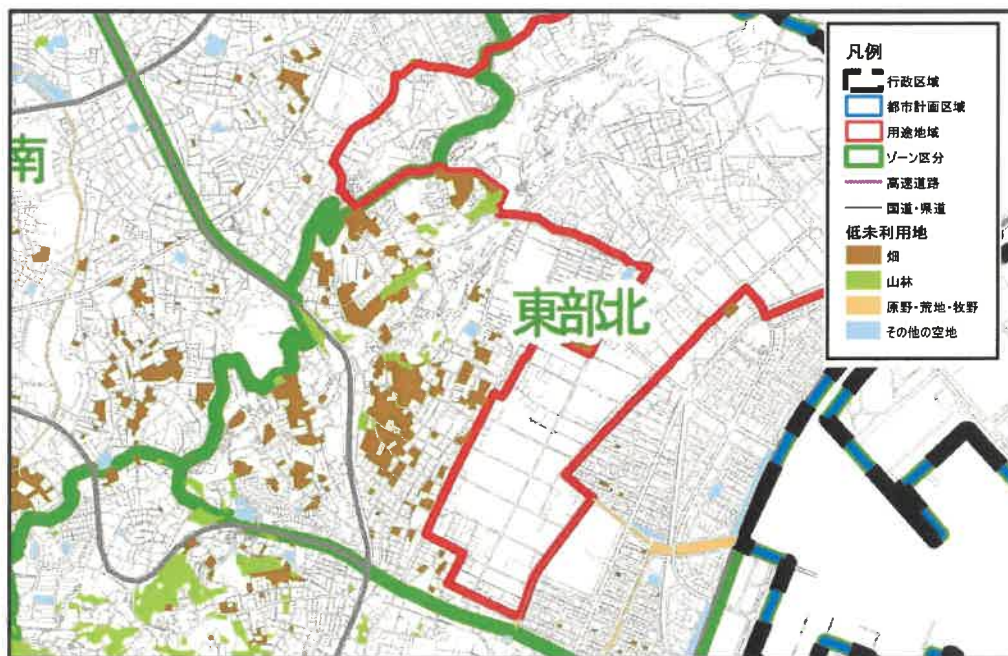 南
東部北
凡例
行政区域
都市計画区域
用途地域
ゾーン区分
高速道路
国道・県道
低未利用地
畑
山林
原野・荒地・牧野
その他の空地